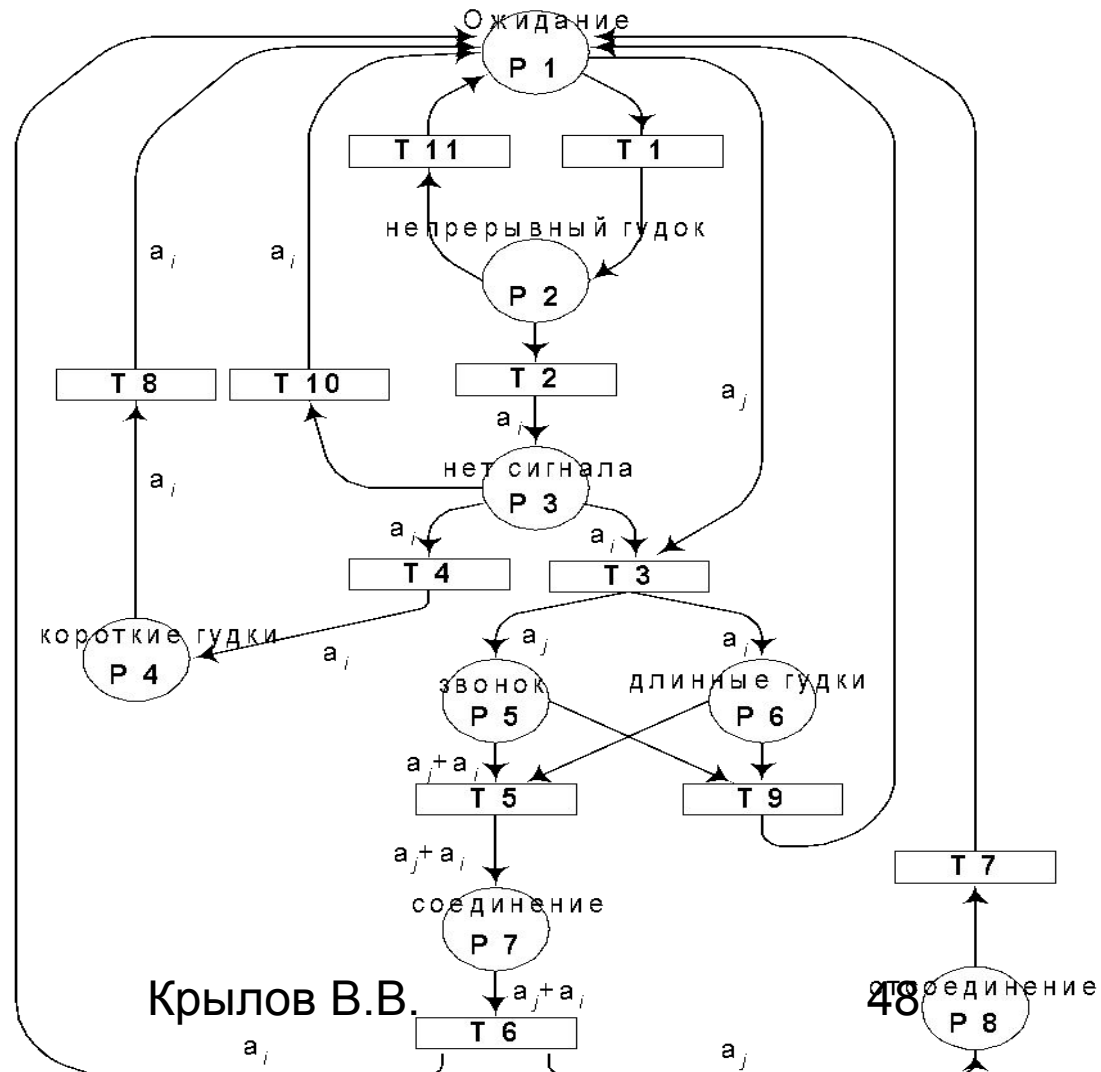 Ожидание
P 1
T 11
T 1
непрерывный гудок
a i
a i
P 2
T 8
T 10
T 2
a j
a i
нет сигнала
a i
P 3
a i
a i
T 4
T 3
короткие гудки
a i
a j
a i
P 4
звонок
длинные гудки
P 5
P 6
a j + a i
T 5
T 9
a j + a i
T 7
соединение
P 7
Крылов В.В.
a j + a i
48
отсоединение
P 8
T 6
a i
a j